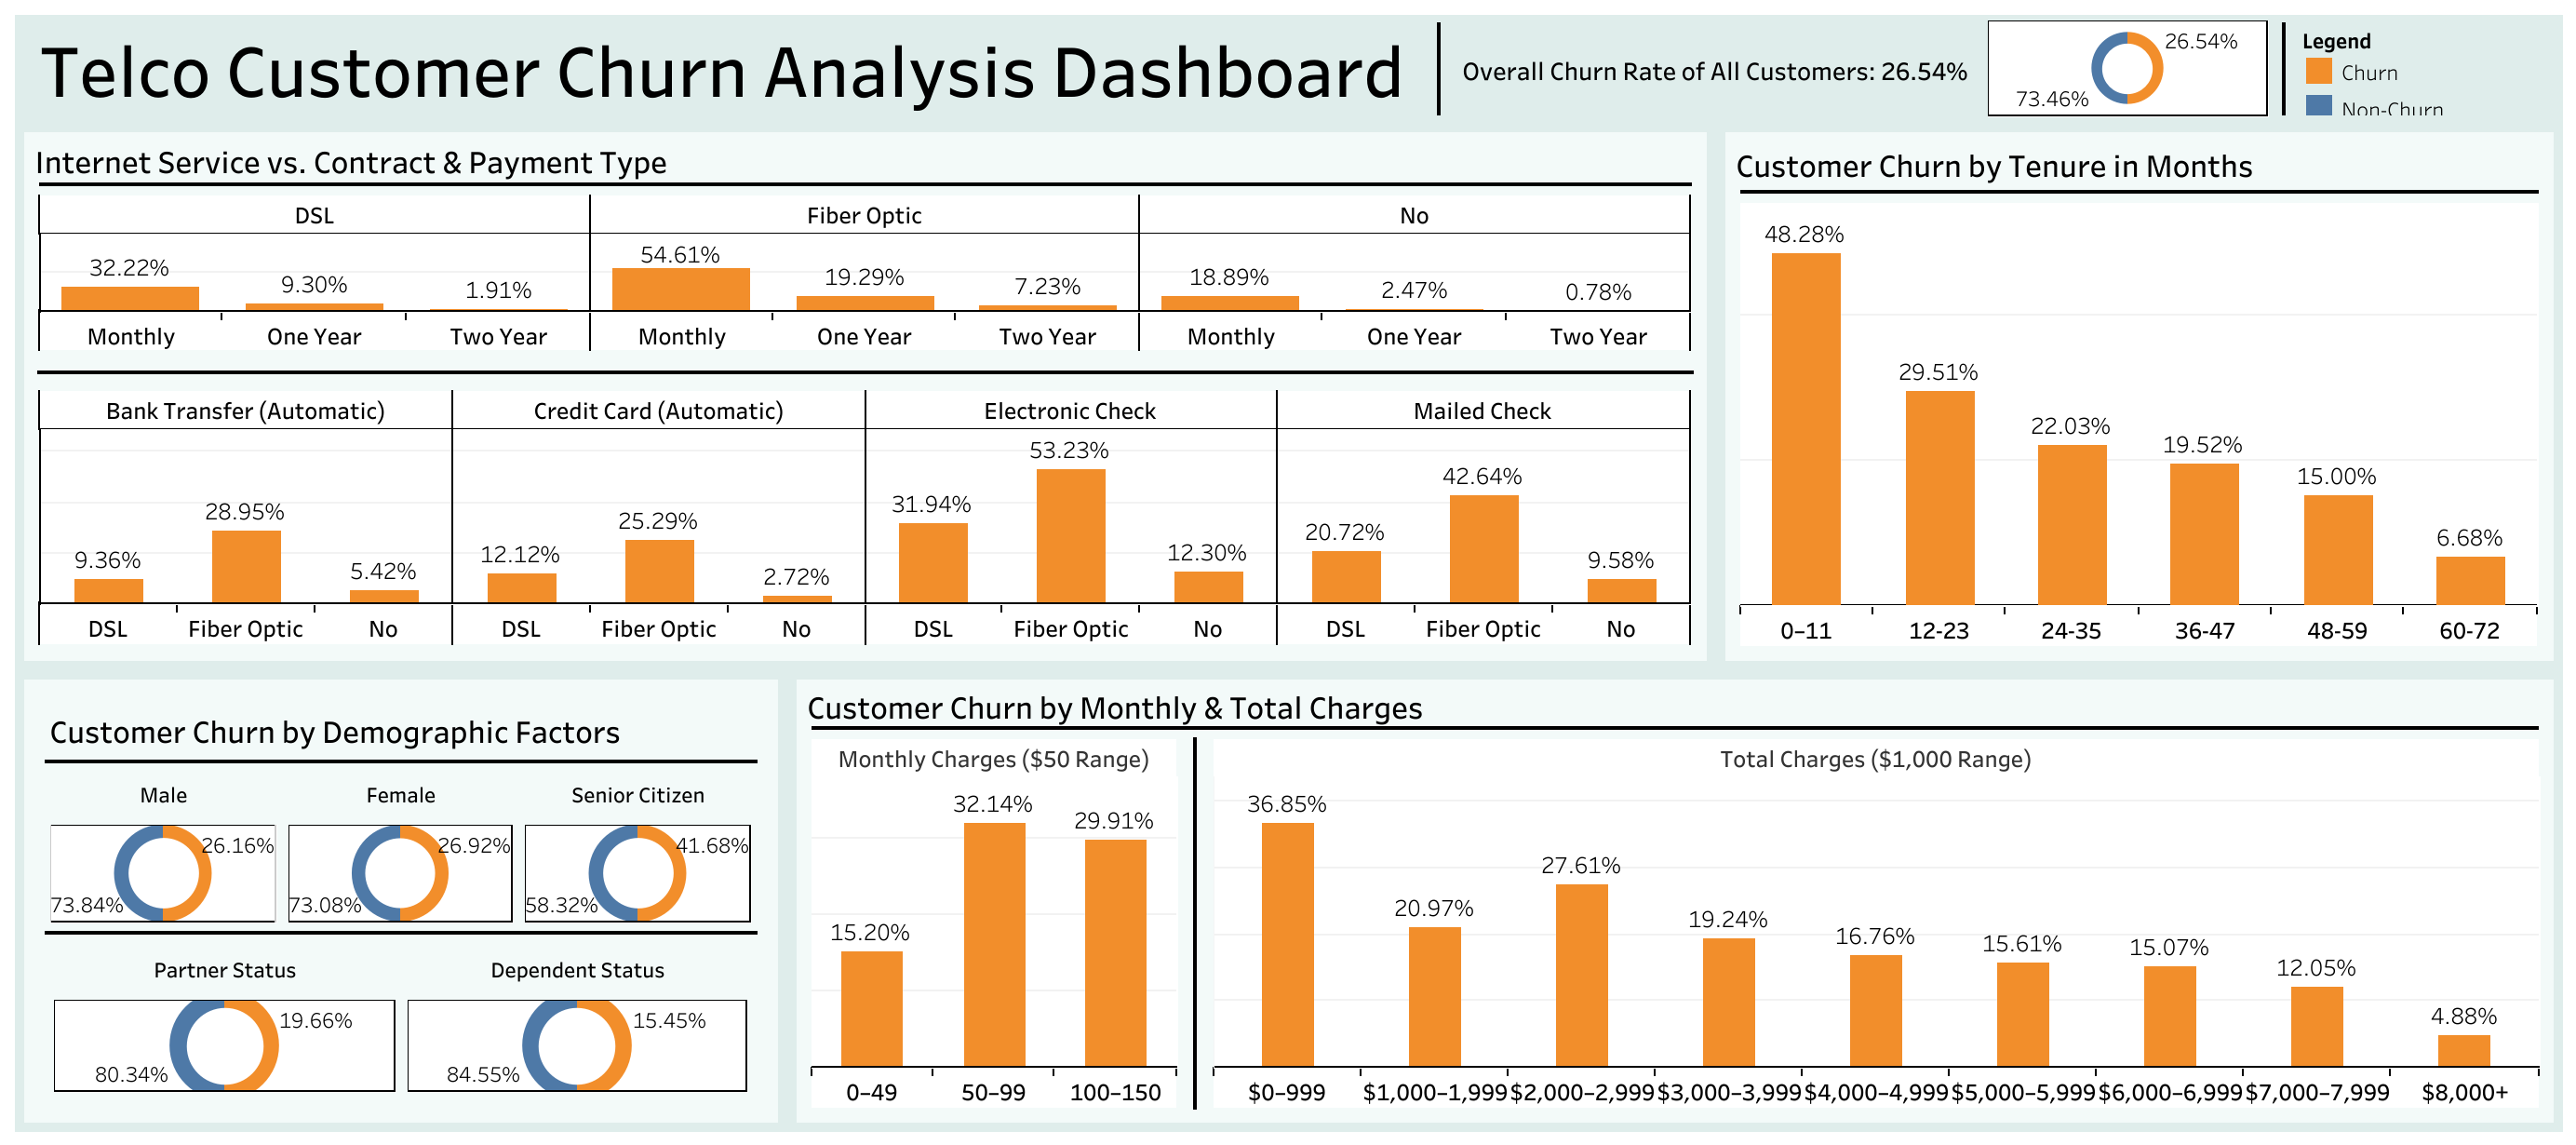 Telco Customer Churn Analysis Dashboard
Overall Churn Rate of All Customers: 26.54%
26.54%
73.46%
Legend
Churn
Non-Churn
Internet Service vs. Contract & Payment Type
DSL Fiber Optic No
32.22% 9.30% 1.91% 54.61% 19.29% 7.23% 18.89% 2.47% 0.78%
Monthly One Year Two Year Monthly One Year Two Year Monthly One Year Two Year
Bank Transfer (Automatic) Credit Card (Automatic) Electronic Check Mailed Check
9.36% 28.95% 5.42% 12.12% 25.29% 2.72% 31.94% 53.23% 12.30% 20.72% 42.64% 9.58%
DSL Fiber Optic No DSL Fiber Optic No DSL Fiber Optic No DSL Fiber Optic No
Customer Churn by Tenure in Months
48.28% 29.51% 22.03% 19.52% 15.00% 6.68%
0–11 12-23 24-35 36-47 48-59 60-72
Customer Churn by Demographic Factors
Male Female Senior Citizen
26.16% 26.92% 41.68%
73.84% 73.08% 58.32%
Partner Status Dependent Status
19.66% 15.45%
80.34% 84.55%
Customer Churn by Monthly & Total Charges
Monthly Charges ($50 Range)
15.20% 32.14% 29.91%
0–49 50–99 100–150
Total Charges ($1,000 Range)
36.85% 20.97% 27.61% 19.24% 16.76% 15.61% 15.07% 12.05% 4.88%
$0–999 $1,000–1,999 $2,000–2,999 $3,000–3,999 $4,000–4,999 $5,000–5,999 $6,000–6,999 $7,000–7,999 $8,000+